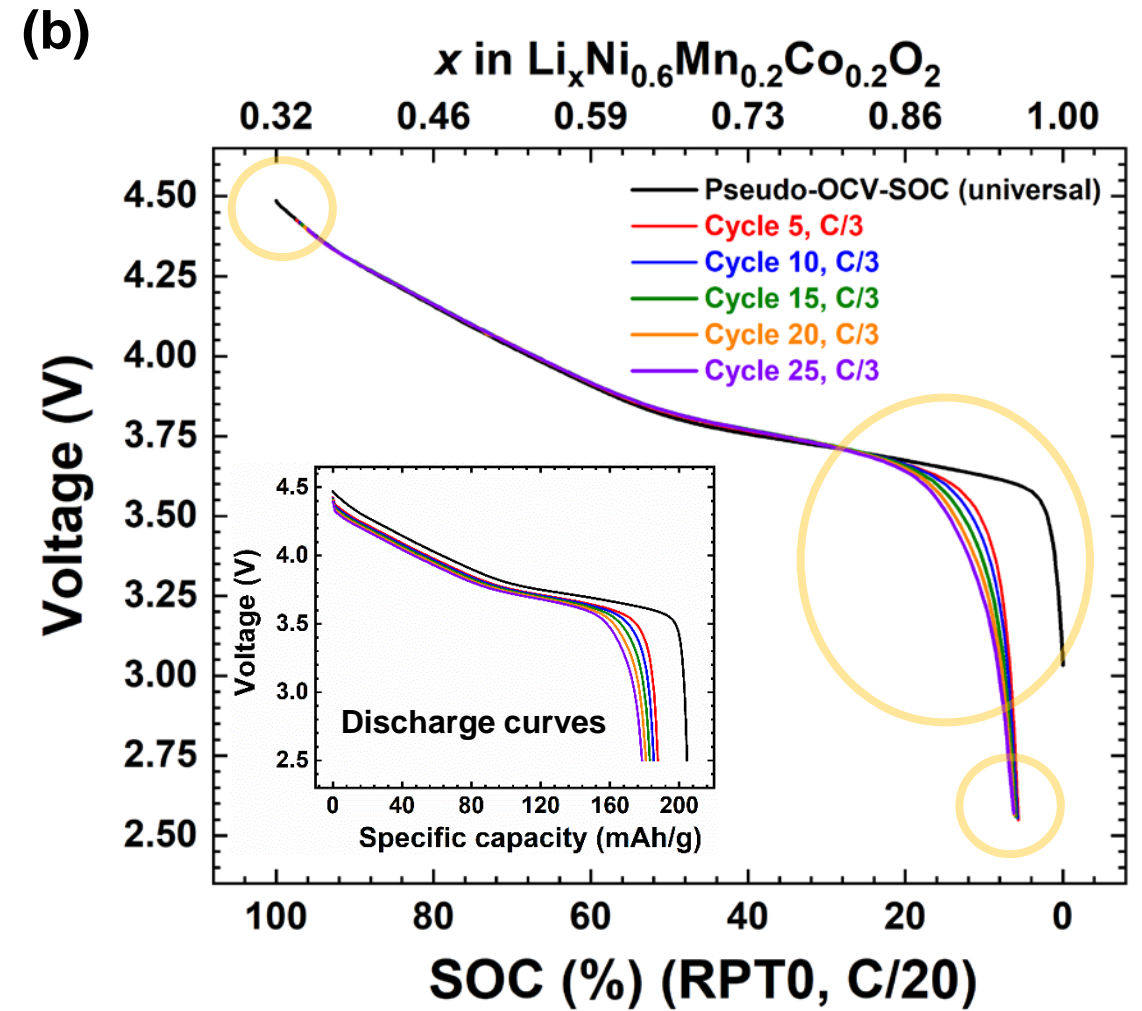 (b)
x in LixNi0.6Mn0.2Co0.2O2
0.32 0.46 0.59 0.73 0.86 1.00
4.50
4.25
4.00
3.75
3.50
3.25
3.00
2.75
2.50
Voltage (V)
Pseudo-OCV-SOC (universal)
Cycle 5, C/3
Cycle 10, C/3
Cycle 15, C/3
Cycle 20, C/3
Cycle 25, C/3
4.5
4.0
3.5
3.0
2.5
Voltage (V)
Discharge curves
0 40 80 120 160 200
Specific capacity (mAh/g)
100 80 60 40 20 0
SOC (%) (RPT0, C/20)